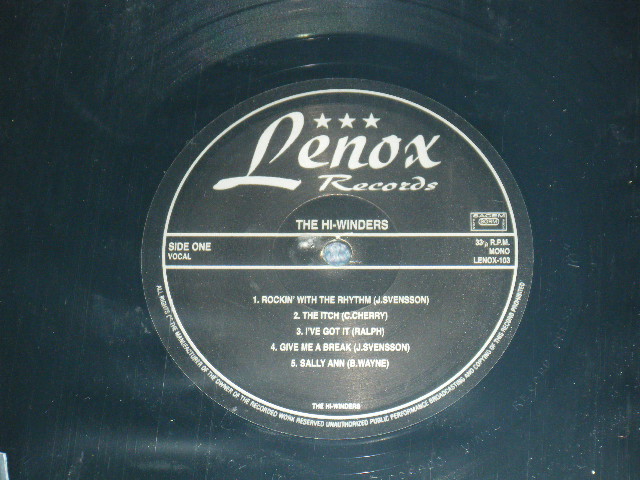 Lenox
Records
THE HI-WINDERS
SACEM
SIDE ONE
VOCAL
33⅓ R.P.M.
MONO
LENOX-103
1. ROCKIN' WITH THE RHYTHM (J.SVENSSON)
2. THE ITCH (C.CHERRY)
3. I'VE GOT IT (RALPH)
4. GIVE ME A BREAK (J.SVENSSON)
5. SALLY ANN (B.WAYNE)
THE HI-WINDERS
ALL RIGHTS OF THE MANUFACTURER OF THE OWNER OF THE RECORDED WORK RESERVED UNAUTHORIZED PUBLIC PERFORMANCE BROADCASTING AND COPYING OF THIS RECORD PROHIBITED